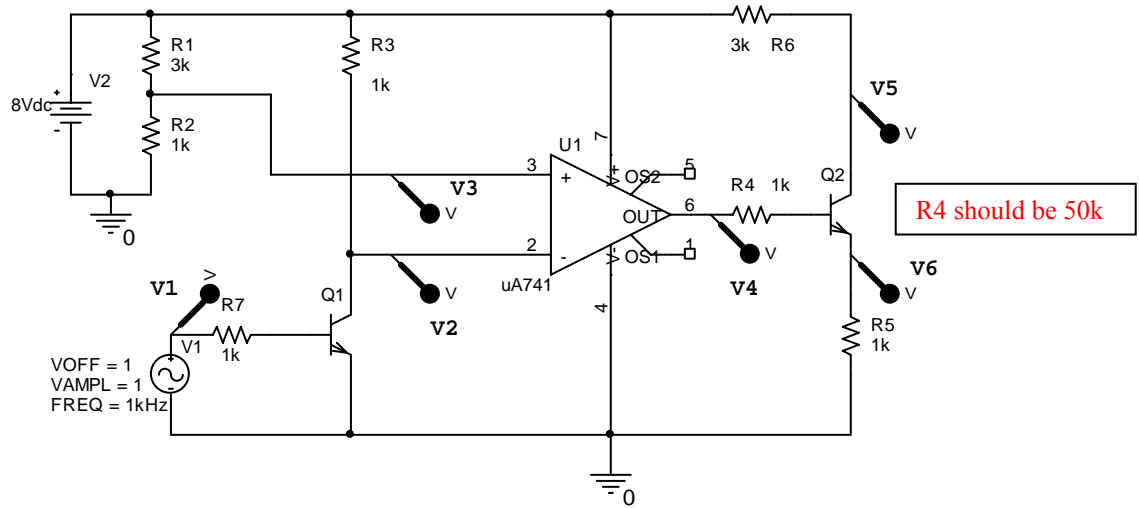 R1
3k
R3
1k
3k R6
V2
8Vdc
+
-
R2
1k
V5
V
0
U1
7
3
+
V+
OS2
5
V3
V
R4 1k
Q2
6
OUT
R4 should be 50k
2
-
V-
OS1
1
uA741
4
V
V4
V6
V
V1
V
R7
Q1
V
V2
V1
1k
R5
1k
VOFF = 1
VAMPL = 1
FREQ = 1kHz
+
-
0